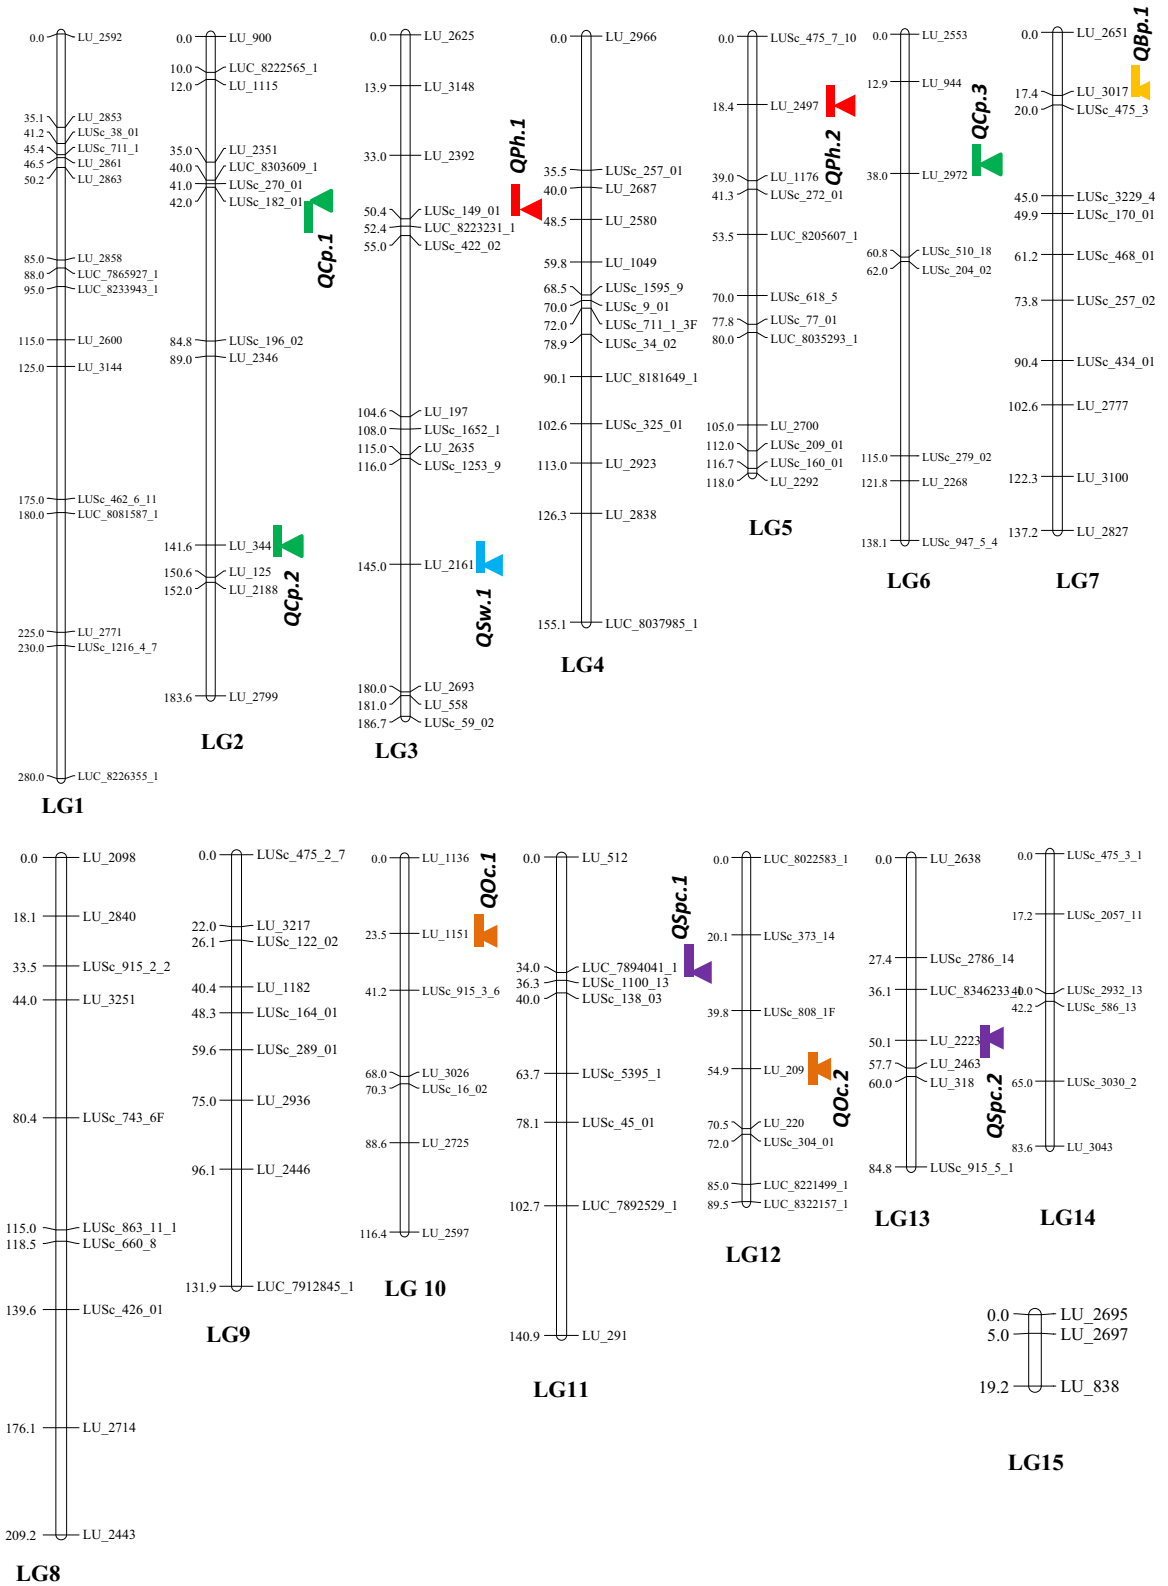 0.0 LU_2592
35.1 LU_2853
41.2 LUSc_38_01
45.4 LUSc_711_1
46.5 LU_2861
50.2 LU_2863
85.0 LU_2858
88.0 LUC_7865927_1
95.0 LUC_8233943_1
115.0 LU_2600
125.0 LU_3144
175.0 LUSc_462_6_11
180.0 LUC_8081587_1
225.0 LU_2771
230.0 LUSc_1216_4_7
280.0 LUC_8226355_1
LG1
0.0 LU_900
10.0 LUC_8222565_1
12.0 LU_1115
35.0 LU_2351
40.0 LUC_8303609_1
41.0 LUSc_270_01
42.0 LUSc_182_01
QCp.1
84.8 LUSc_196_02
89.0 LU_2346
141.6 LU_344
150.6 LU_125
152.0 LU_2188
QCp.2
183.6 LU_2799
LG2
0.0 LU_2625
13.9 LU_3148
33.0 LU_2392
50.4 LUSc_149_01
52.4 LUC_8223231_1
55.0 LUSc_422_02
QPh.1
104.6 LU_197
108.0 LUSc_1652_1
115.0 LU_2635
116.0 LUSc_1253_9
145.0 LU_2161
QSw.1
180.0 LU_2693
181.0 LU_558
186.7 LUSc_59_02
LG3
0.0 LU_2966
35.5 LUSc_257_01
40.0 LU_2687
48.5 LU_2580
59.8 LU_1049
68.5 LUSc_1595_9
70.0 LUSc_9_01
72.0 LUSc_711_1_3F
78.9 LUSc_34_02
90.1 LUC_8181649_1
102.6 LUSc_325_01
113.0 LU_2923
126.3 LU_2838
155.1 LUC_8037985_1
LG4
0.0 LUSc_475_7_10
18.4 LU_2497
QPh.2
39.0 LU_1176
41.3 LUSc_272_01
53.5 LUC_8205607_1
70.0 LUSc_618_5
77.8 LUSc_77_01
80.0 LUC_8035293_1
105.0 LU_2700
112.0 LUSc_209_01
116.7 LUSc_160_01
118.0 LU_2292
LG5
0.0 LU_2553
12.9 LU_944
38.0 LU_2972
QCp.3
60.8 LUSc_510_18
62.0 LUSc_204_02
115.0 LUSc_279_02
121.8 LU_2268
138.1 LUSc_947_5_4
LG6
0.0 LU_2651
17.4 LU_3017
20.0 LUSc_475_3
QBp.1
45.0 LUSc_3229_4
49.9 LUSc_170_01
61.2 LUSc_468_01
73.8 LUSc_257_02
90.4 LUSc_434_01
102.6 LU_2777
122.3 LU_3100
137.2 LU_2827
LG7
0.0 LU_2098
18.1 LU_2840
33.5 LUSc_915_2_2
44.0 LU_3251
80.4 LUSc_743_6F
115.0 LUSc_863_11_1
118.5 LUSc_660_8
139.6 LUSc_426_01
176.1 LU_2714
209.2 LU_2443
LG8
0.0 LUSc_475_2_7
22.0 LU_3217
26.1 LUSc_122_02
40.4 LU_1182
48.3 LUSc_164_01
59.6 LUSc_289_01
75.0 LU_2936
96.1 LU_2446
131.9 LUC_7912845_1
LG9
0.0 LU_1136
23.5 LU_1151
QOc.1
41.2 LUSc_915_3_6
68.0 LU_3026
70.3 LUSc_16_02
88.6 LU_2725
116.4 LU_2597
LG 10
0.0 LU_512
34.0 LUC_7894041_1
36.3 LUSc_1100_13
40.0 LUSc_138_03
QSpc.1
63.7 LUSc_5395_1
78.1 LUSc_45_01
102.7 LUC_7892529_1
140.9 LU_291
LG11
0.0 LUC_8022583_1
20.1 LUSc_373_14
39.8 LUSc_808_1F
54.9 LU_209
QOc.2
70.5 LU_220
72.0 LUSc_304_01
85.0 LUC_8221499_1
89.5 LUC_8322157_1
LG12
0.0 LU_2638
27.4 LUSc_2786_14
36.1 LUC_8346233_1
50.1 LU_2223
57.7 LU_2463
60.0 LU_318
QSpc.2
84.8 LUSc_915_5_1
LG13
0.0 LUSc_475_3_1
17.2 LUSc_2057_11
40.0 LUSc_2932_13
42.2 LUSc_586_13
65.0 LUSc_3030_2
83.6 LU_3043
LG14
0.0 LU_2695
5.0 LU_2697
19.2 LU_838
LG15